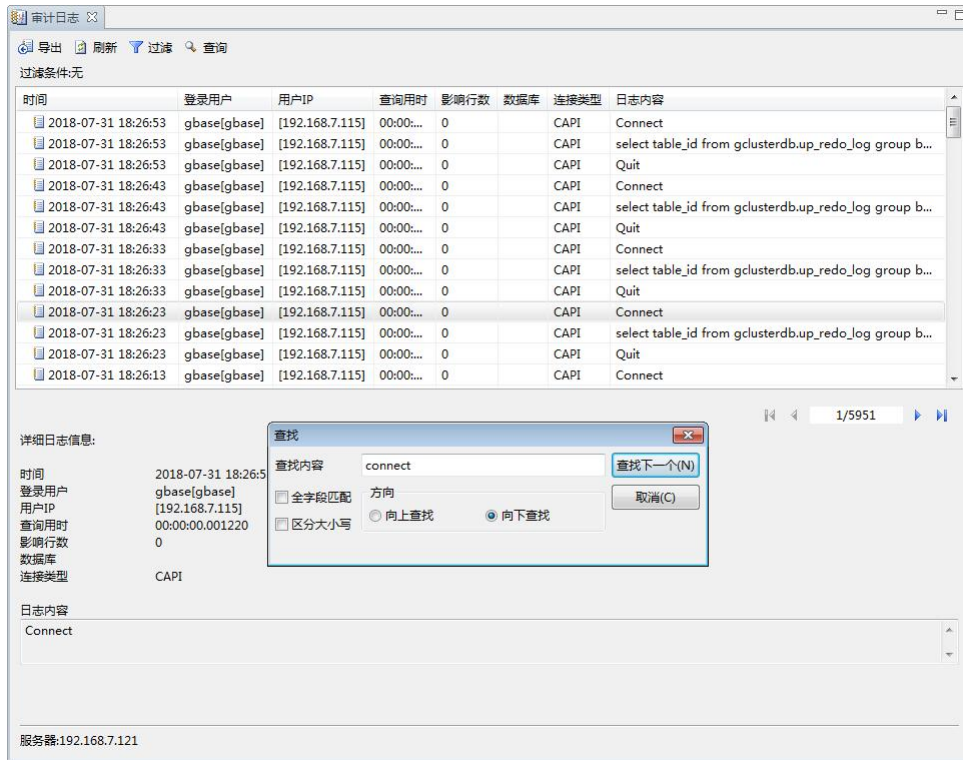 审计日志
导出 刷新 过滤 查询
过滤条件:无
时间 登录用户 用户IP 查询用时 影响行数 数据库 连接类型 日志内容
2018-07-31 18:26:53 gbase[gbase] [192.168.7.115] 00:00:... 0 CAPI Connect
2018-07-31 18:26:53 gbase[gbase] [192.168.7.115] 00:00:... 0 CAPI select table_id from gclusterdb.up_redo_log group b...
2018-07-31 18:26:53 gbase[gbase] [192.168.7.115] 00:00:... 0 CAPI Quit
2018-07-31 18:26:43 gbase[gbase] [192.168.7.115] 00:00:... 0 CAPI Connect
2018-07-31 18:26:43 gbase[gbase] [192.168.7.115] 00:00:... 0 CAPI select table_id from gclusterdb.up_redo_log group b...
2018-07-31 18:26:43 gbase[gbase] [192.168.7.115] 00:00:... 0 CAPI Quit
2018-07-31 18:26:33 gbase[gbase] [192.168.7.115] 00:00:... 0 CAPI Connect
2018-07-31 18:26:33 gbase[gbase] [192.168.7.115] 00:00:... 0 CAPI select table_id from gclusterdb.up_redo_log group b...
2018-07-31 18:26:33 gbase[gbase] [192.168.7.115] 00:00:... 0 CAPI Quit
2018-07-31 18:26:23 gbase[gbase] [192.168.7.115] 00:00:... 0 CAPI Connect
2018-07-31 18:26:23 gbase[gbase] [192.168.7.115] 00:00:... 0 CAPI select table_id from gclusterdb.up_redo_log group b...
2018-07-31 18:26:23 gbase[gbase] [192.168.7.115] 00:00:... 0 CAPI Quit
2018-07-31 18:26:13 gbase[gbase] [192.168.7.115] 00:00:... 0 CAPI Connect
1/5951
详细日志信息:
时间 2018-07-31 18:26:5
登录用户 gbase[gbase]
用户IP [192.168.7.115]
查询用时 00:00:00.001220
影响行数 0
数据库
连接类型 CAPI
查找
查找内容 connect 查找下一个(N)
全字段匹配 方向 取消(C)
区分大小写 向上查找 向下查找
日志内容
Connect
服务器:192.168.7.121